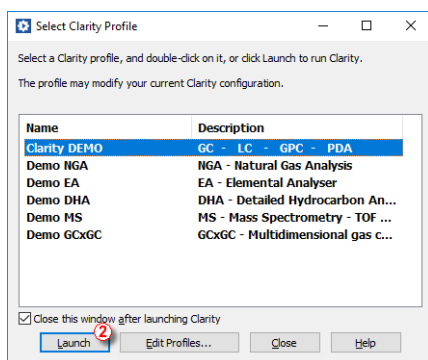 Select Clarity Profile
Select a Clarity profile, and double-click on it, or click Launch to run Clarity.
The profile may modify your current Clarity configuration.
Name Description
Clarity DEMO GC - LC - GPC - PDA
Demo NGA NGA - Natural Gas Analysis
Demo EA EA - Elemental Analyser
Demo DHA DHA - Detailed Hydrocarbon An...
Demo MS MS - Mass Spectrometry - TOF ...
Demo GCxGC GCxGC - Multidimensional gas c...
Close this window after launching Clarity
2
Launch Edit Profiles... Close Help